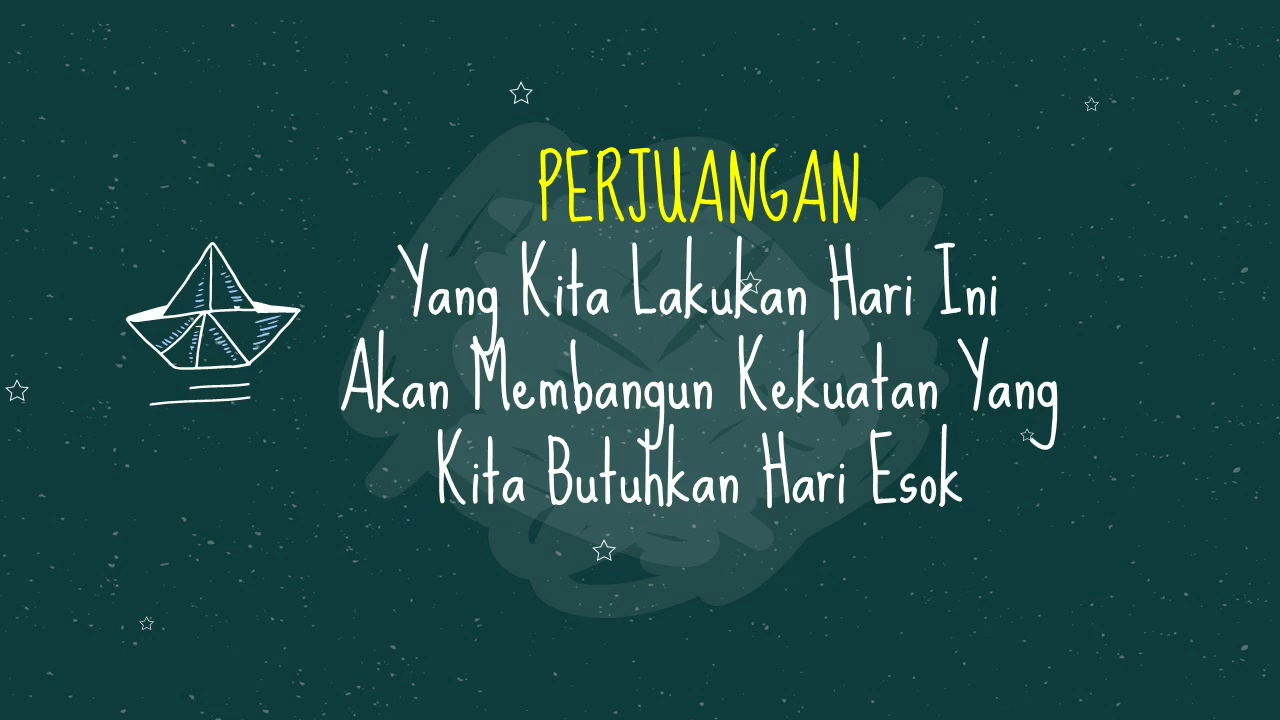 PERJUANGAN
Yang Kita Lakukan Hari Ini
Akan Membangun Kekuatan Yang
Kita Butuhkan Hari Esok